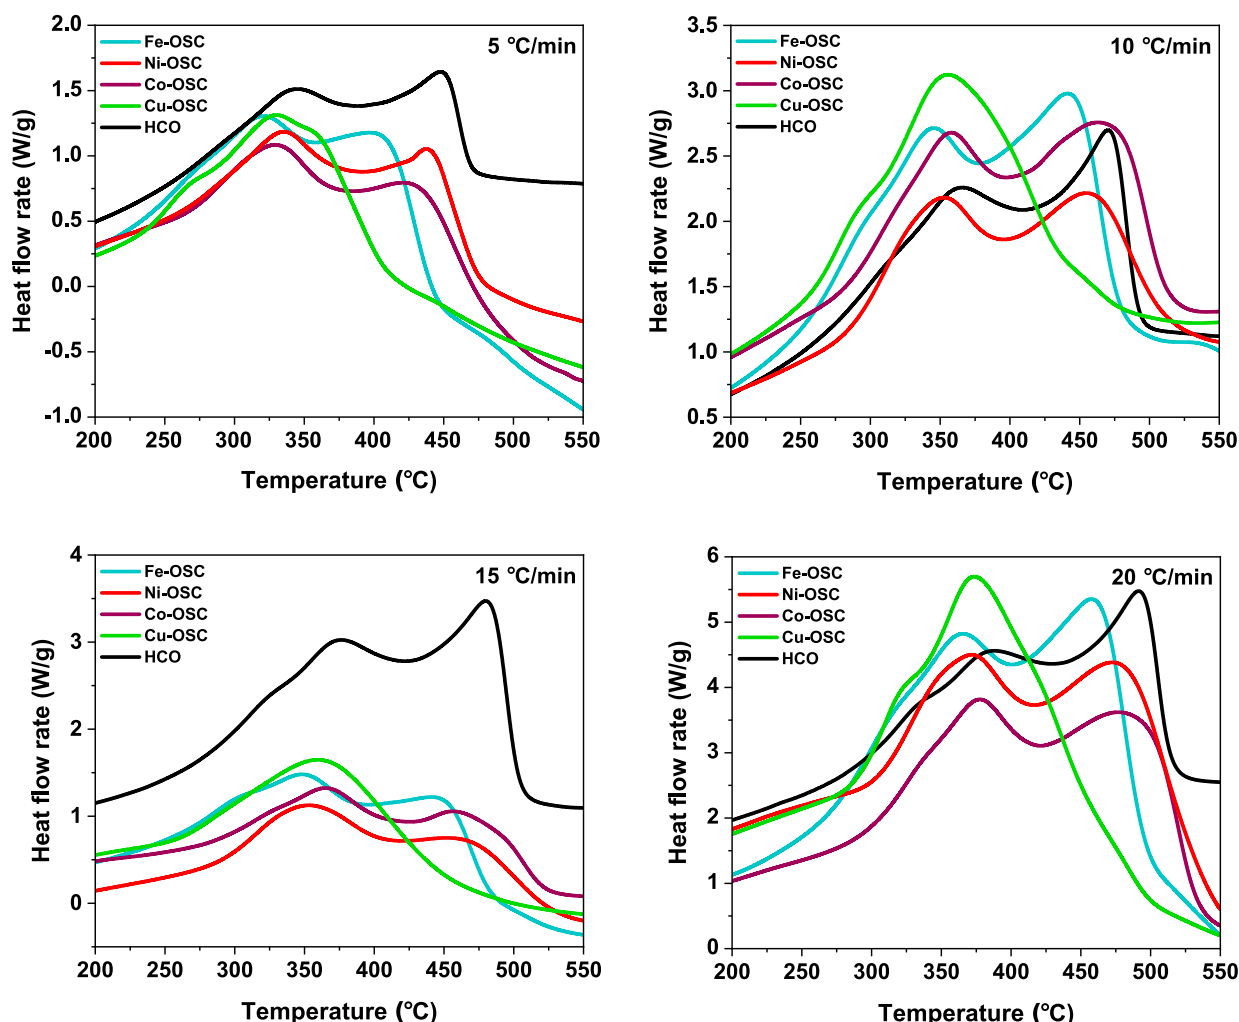 2.0
1.5
1.0
0.5
0.0
-0.5
-1.0
Heat flow rate (W/g)
Fe-OSC
Ni-OSC
Co-OSC
Cu-OSC
HCO
5 °C/min
200 250 300 350 400 450 500 550
Temperature (°C)
3.5
3.0
2.5
2.0
1.5
1.0
0.5
Heat flow rate (W/g)
Fe-OSC
Ni-OSC
Co-OSC
Cu-OSC
HCO
10 °C/min
200 250 300 350 400 450 500 550
Temperature (°C)
4
3
2
1
0
Heat flow rate (W/g)
Fe-OSC
Ni-OSC
Co-OSC
Cu-OSC
HCO
15 °C/min
200 250 300 350 400 450 500 550
Temperature (°C)
6
5
4
3
2
1
0
Heat flow rate (W/g)
Fe-OSC
Ni-OSC
Co-OSC
Cu-OSC
HCO
20 °C/min
200 250 300 350 400 450 500 550
Temperature (°C)